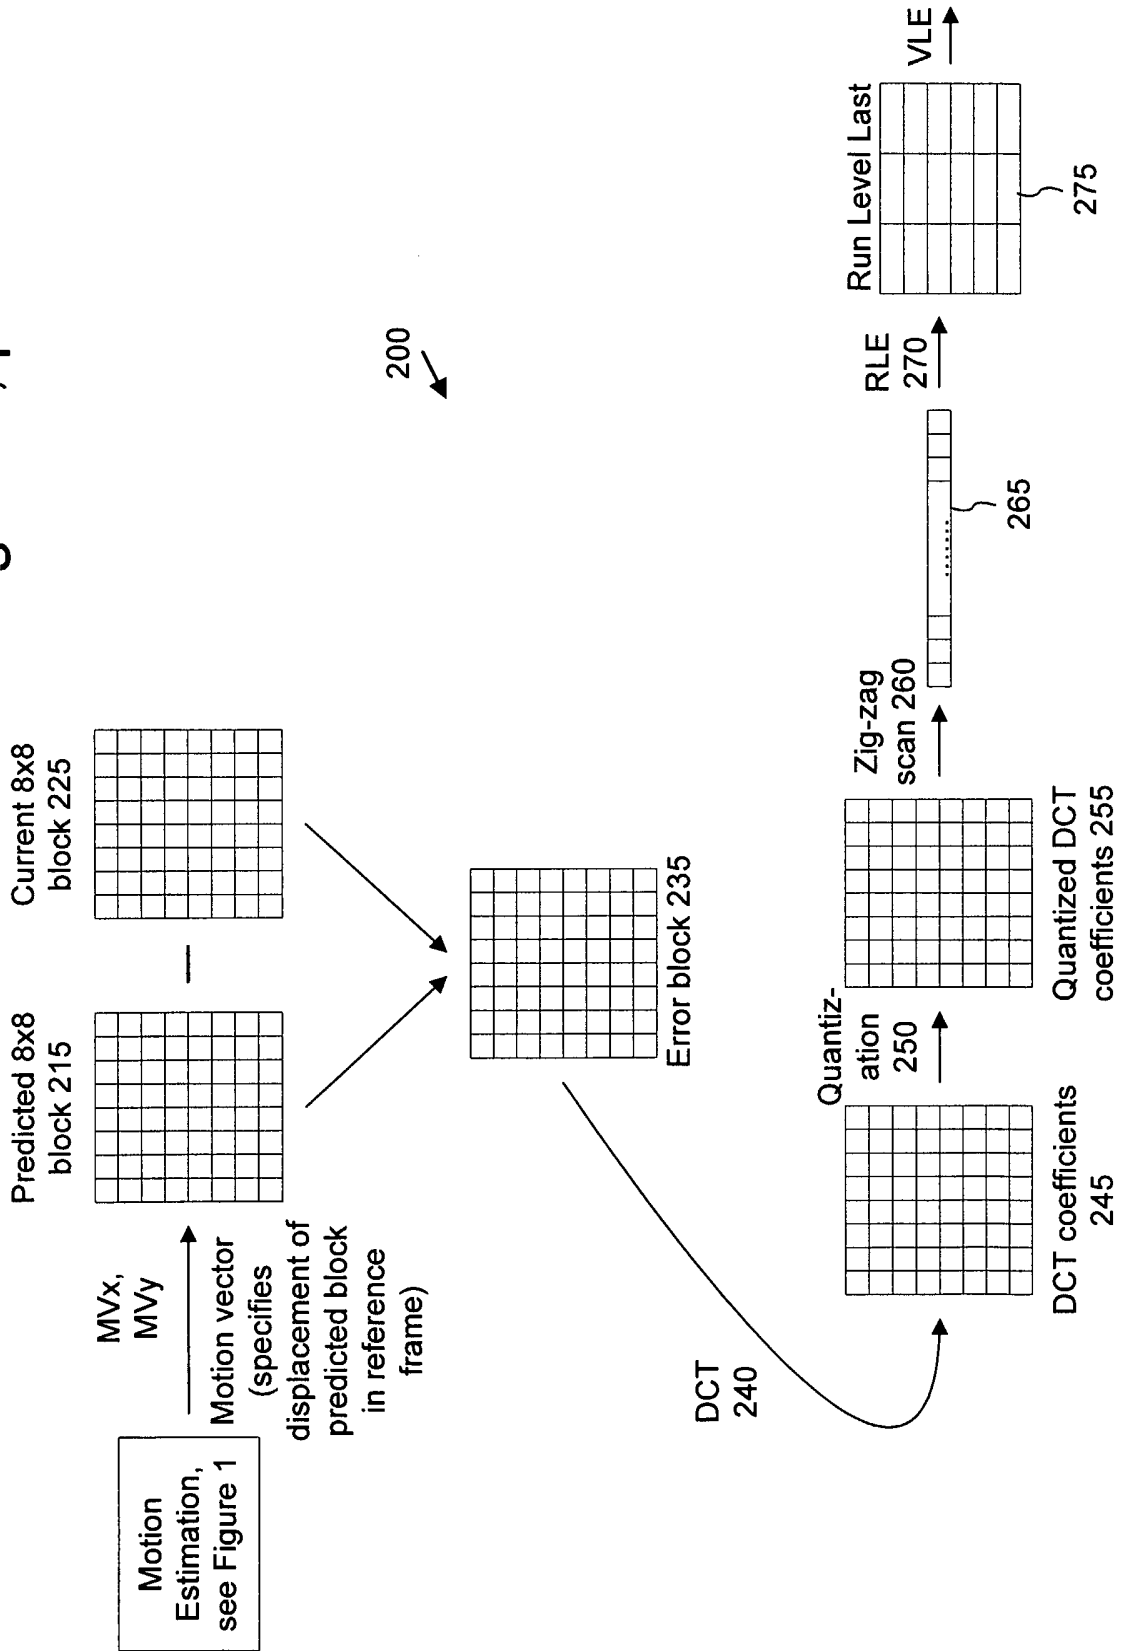 Motion
Estimation,
see Figure 1
MVx,
MVy
Motion vector
(specifies
displacement of
predicted block
in reference
frame)
Predicted 8x8
block 215
Current 8x8
block 225
Error block 235
200
DCT
240
DCT coefficients
245
Quantiz-
ation
250
Quantized DCT
coefficients 255
Zig-zag
scan 260
265
RLE
270
Run Level Last
275
VLE